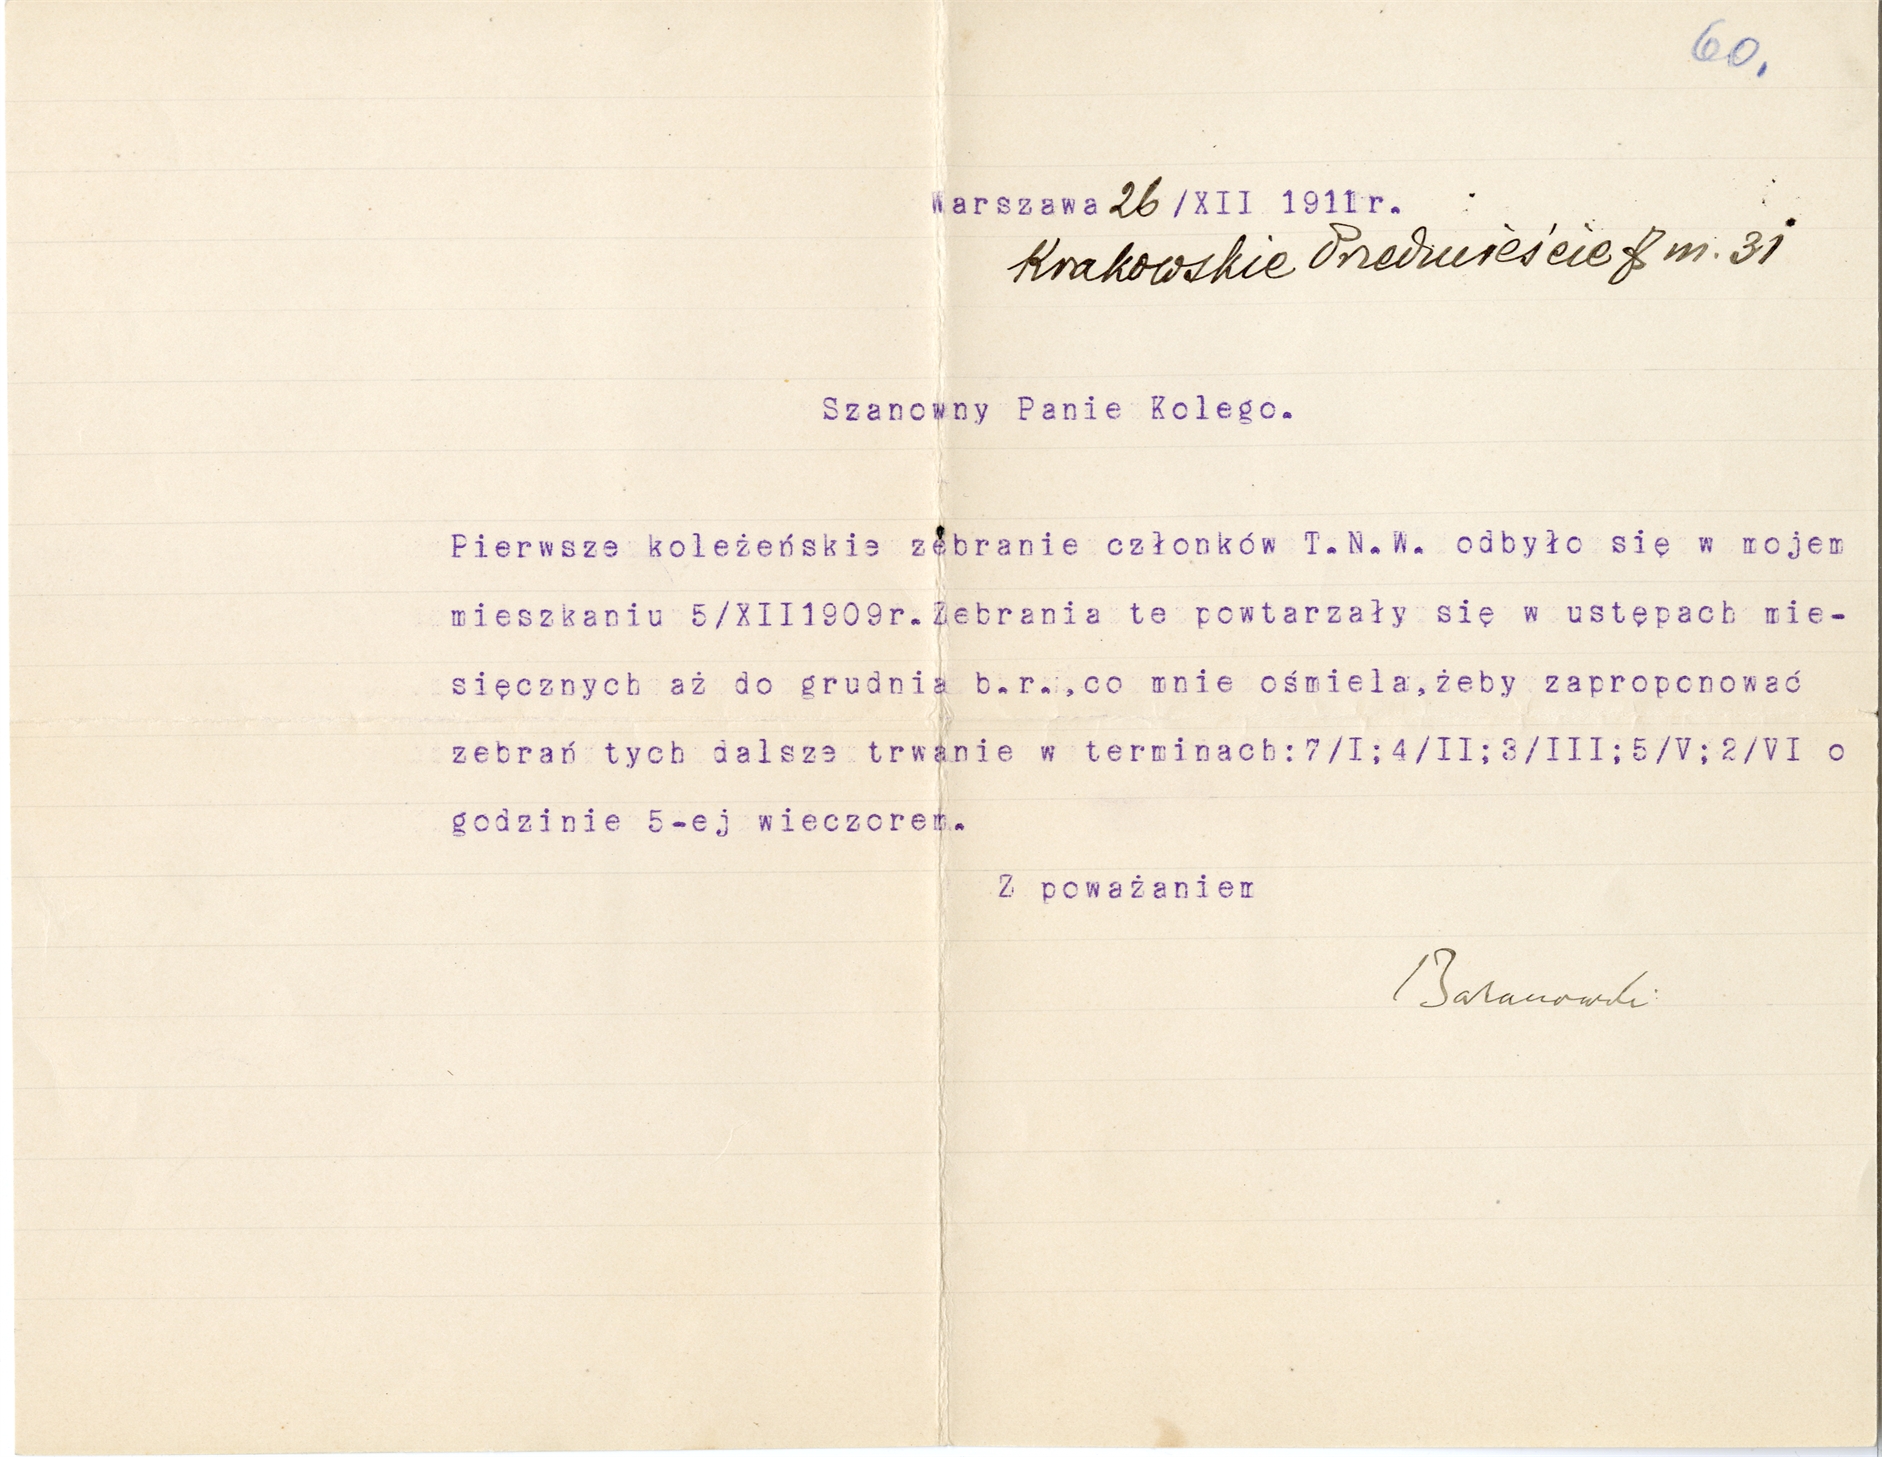 60.
Warszawa 26/XII 1911r.
Krakowskie Przedmieście m. 31
Szanowny Panie Kolego.
Pierwsze koleżeńskie zebranie członków T.N.W. odbyło się w mojem
mieszkaniu 5/XII1909r.Zebrania te powtarzały się w ustępach mie-
sięcznych aż do grudnia b.r.,co mnie ośmiela,żeby zaproponować
zebrań tych dalsze trwanie w terminach:7/I;4/II;3/III;5/V;2/VI o
godzinie 5-ej wieczorem.
Z poważaniem
Baranowski